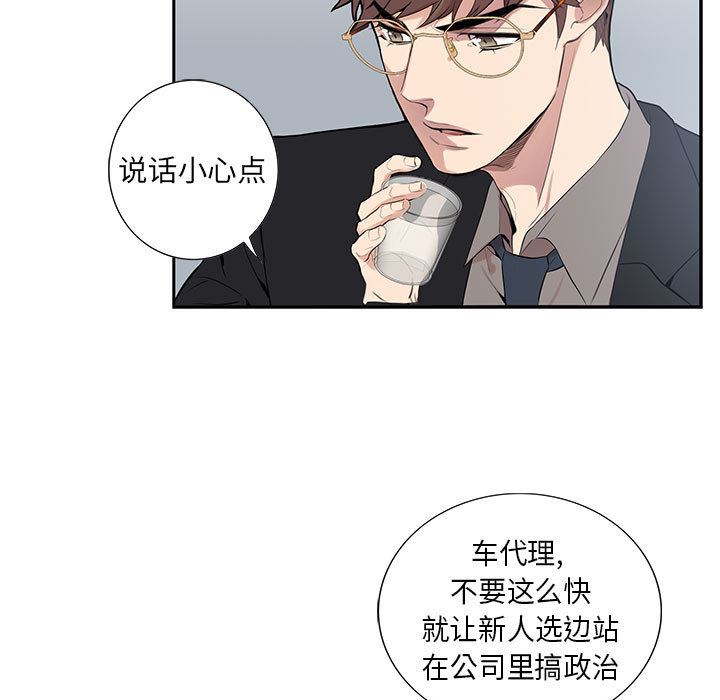 说话小心点
车代理,
不要这么快
就让新人选边站
在公司里搞政治